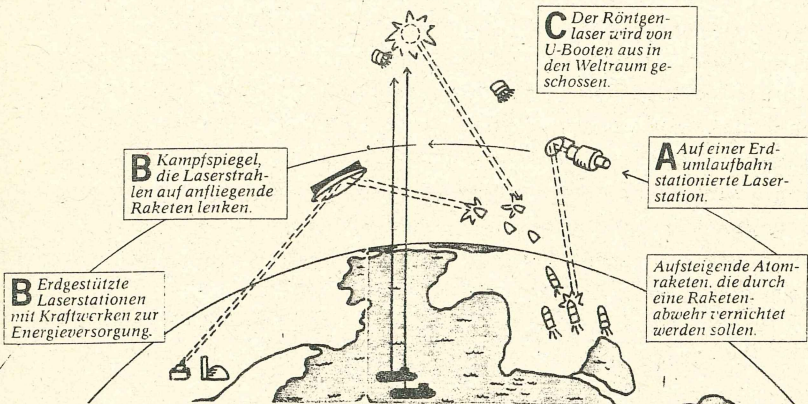 C Der Röntgen-
laser wird von
U-Booten aus in
den Weltraum ge-
schossen.
B Kampfspiegel,
die Laserstrah-
len auf anfliegende
Raketen lenken.
A Auf einer Erd-
umlaufbahn
stationierte Laser-
station.
B Erdgestützte
Laserstationen
mit Kraftwerken zur
Energieversorgung.
Aufsteigende Atom-
raketen, die durch
eine Raketen-
abwehr vernichtet
werden sollen.